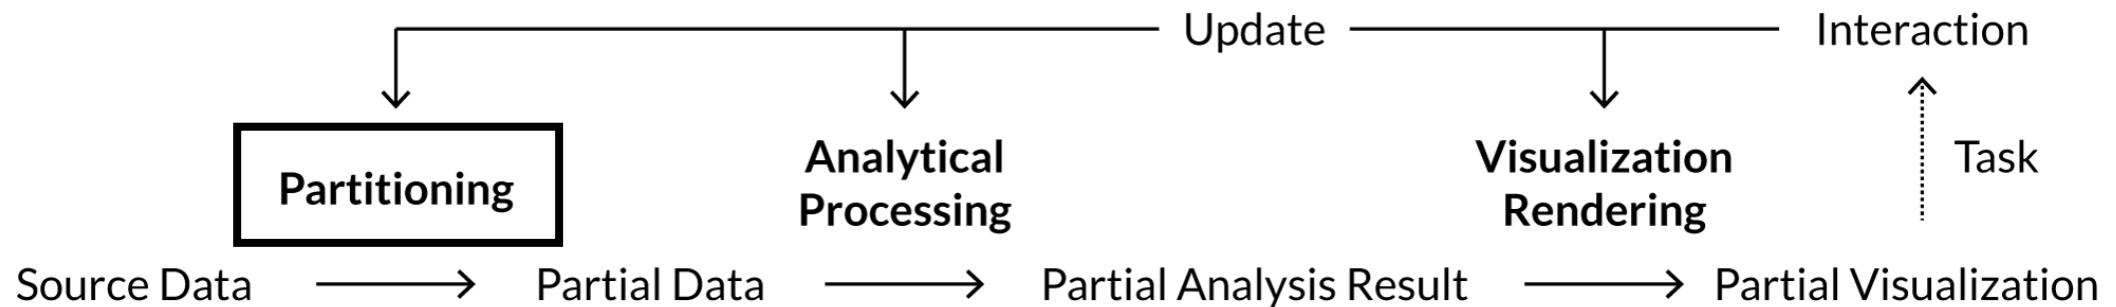 Update
Interaction
Partitioning
Analytical
Processing
Visualization
Rendering
Task
Source Data
Partial Data
Partial Analysis Result
Partial Visualization